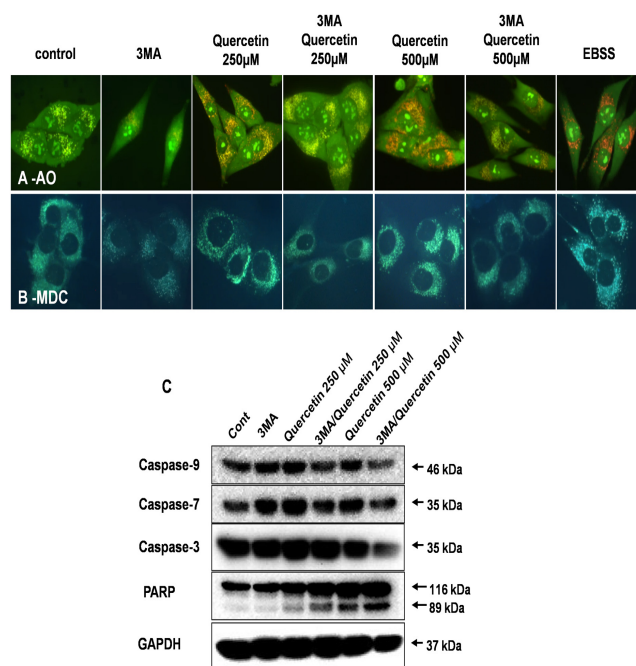 control
3MA
Quercetin
250µM
3MA
Quercetin
250µM
Quercetin
500µM
3MA
Quercetin
500µM
EBSS
A -AO
B -MDC
C
Cont
3MA
Quercetin 250 µM
3MA/Quercetin 250 µM
Quercetin 500 µM
3MA/Quercetin 500 µM
Caspase-9
46 kDa
Caspase-7
35 kDa
Caspase-3
35 kDa
PARP
116 kDa
89 kDa
GAPDH
37 kDa